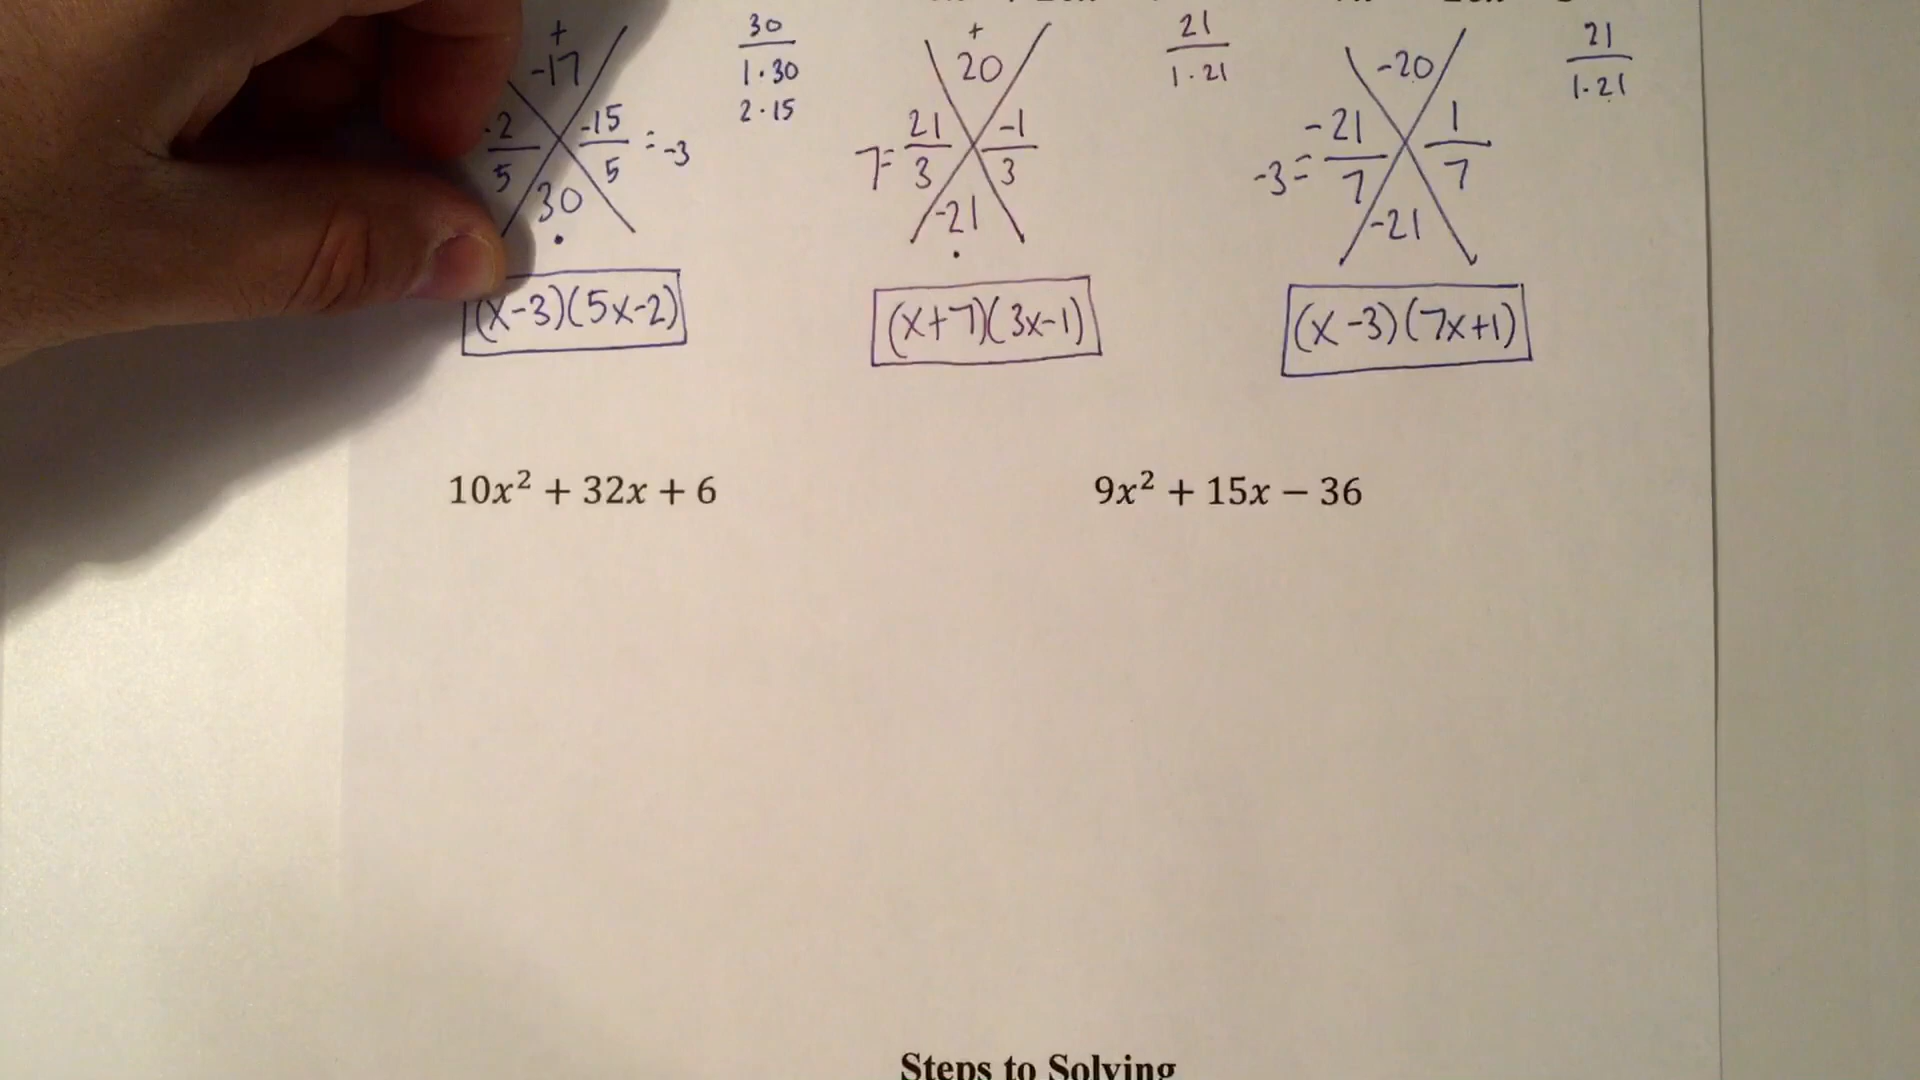 +
-17
-2/5
-15/5 = -3
30
.
30
1·30
2·15
(x-3)(5x-2)
+
20
7 = 21/3
-1/3
-21
.
21
1·21
(x+7)(3x-1)
-20
-3 = -21/7
1/7
-21
21
1·21
(x-3)(7x+1)
10x² + 32x + 6
9x² + 15x − 36
Steps to Solving